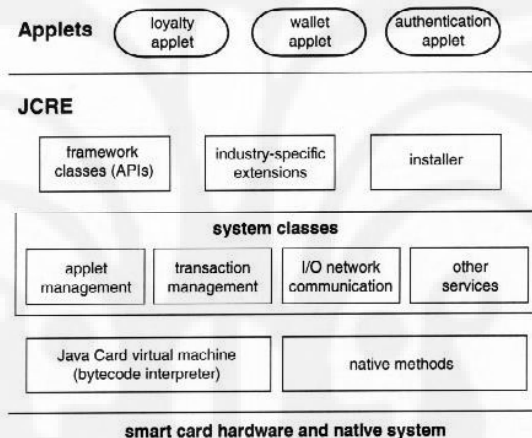 Applets
loyalty
applet
wallet
applet
authentication
applet
JCRE
framework
classes (APIs)
industry-specific
extensions
installer
system classes
applet
management
transaction
management
I/O network
communication
other
services
Java Card virtual machine
(bytecode interpreter)
native methods
smart card hardware and native system